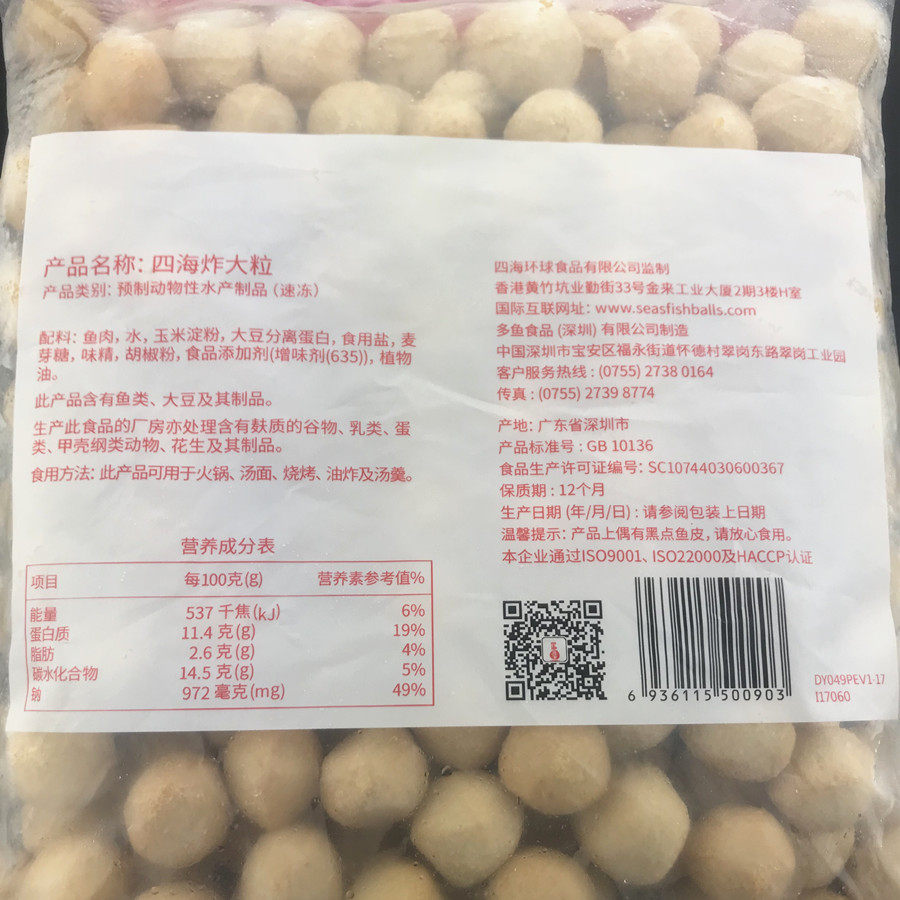 产品名称：四海炸大粒
产品类别：预制动物性水产制品（速冻）
配料：鱼肉，水，玉米淀粉，大豆分离蛋白，食用盐，麦
芽糖，味精，胡椒粉，食品添加剂(增味剂(635))，植物
油。
此产品含有鱼类、大豆及其制品。
生产此食品的厂房亦处理含有麸质的谷物、乳类、蛋
类、甲壳纲类动物、花生及其制品。
食用方法：此产品可用于火锅、汤面、烧烤、油炸及汤羹。
营养成分表
项目 每100克(g) 营养素参考值%
能量 537 千焦(kJ) 6%
蛋白质 11.4 克(g) 19%
脂肪 2.6 克(g) 4%
碳水化合物 14.5 克(g) 5%
钠 972 毫克(mg) 49%
四海环球食品有限公司监制
香港黄竹坑业勤街33号金来工业大厦2期3楼H室
国际互联网址：www.seasfishballs.com
多鱼食品（深圳）有限公司制造
中国深圳市宝安区福永街道怀德村翠岗东路翠岗工业园
客户服务热线：(0755) 2738 0164
传真：(0755) 2739 8774
产地：广东省深圳市
产品标准号：GB 10136
食品生产许可证编号：SC10744030600367
保质期：12个月
生产日期 (年/月/日)：请参阅包装上日期
温馨提示：产品上偶有黑点鱼皮，请放心食用。
本企业通过ISO9001、ISO22000及HACCP认证
6 936115 500903
DY049PEV1-17
I17060